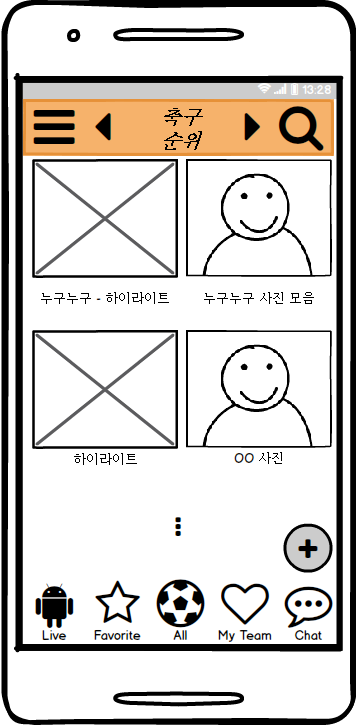 13:28
축구
순위
누구누구 - 하이라이트
누구누구 사진 모음
하이라이트
OO 사진
Live
Favorite
All
My Team
Chat